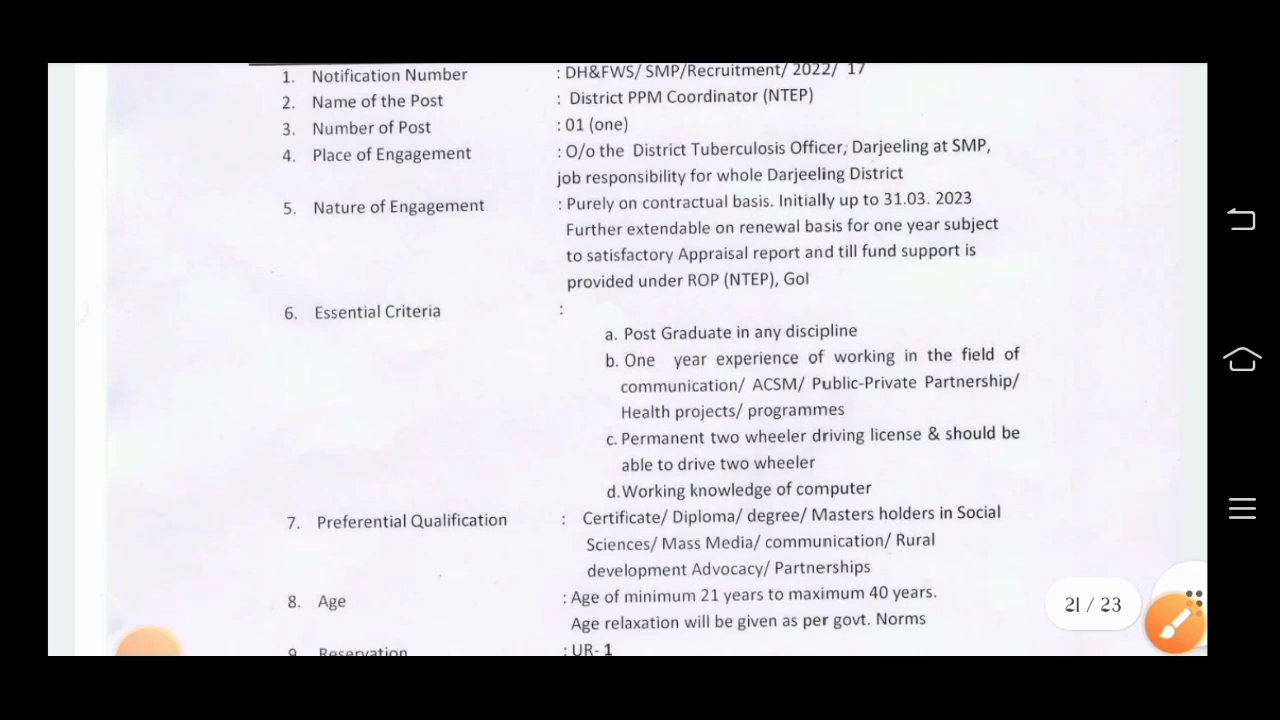 1. Notification Number : DH&FWS/ SMP/Recruitment/ 2022/ 17
2. Name of the Post : District PPM Coordinator (NTEP)
3. Number of Post : 01 (one)
4. Place of Engagement : O/o the District Tuberculosis Officer, Darjeeling at SMP,
job responsibility for whole Darjeeling District
5. Nature of Engagement : Purely on contractual basis. Initially up to 31.03. 2023
Further extendable on renewal basis for one year subject
to satisfactory Appraisal report and till fund support is
provided under ROP (NTEP), GoI
6. Essential Criteria :
a. Post Graduate in any discipline
b. One year experience of working in the field of
communication/ ACSM/ Public-Private Partnership/
Health projects/ programmes
c. Permanent two wheeler driving license & should be
able to drive two wheeler
d. Working knowledge of computer
7. Preferential Qualification : Certificate/ Diploma/ degree/ Masters holders in Social
Sciences/ Mass Media/ communication/ Rural
development Advocacy/ Partnerships
8. Age : Age of minimum 21 years to maximum 40 years.
Age relaxation will be given as per govt. Norms
9. Reservation : UR- 1
21 / 23